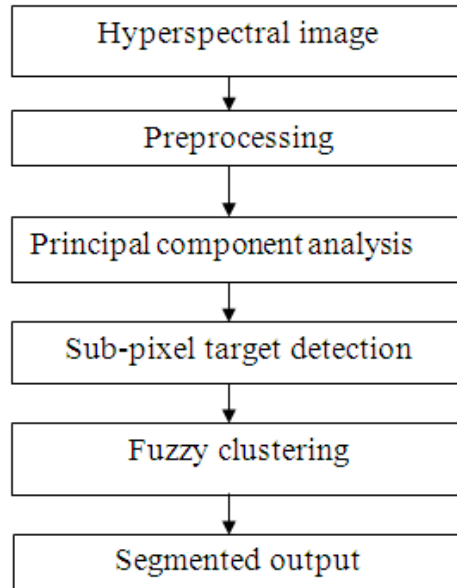 Hyperspectral image
Preprocessing
Principal component analysis
Sub-pixel target detection
Fuzzy clustering
Segmented output